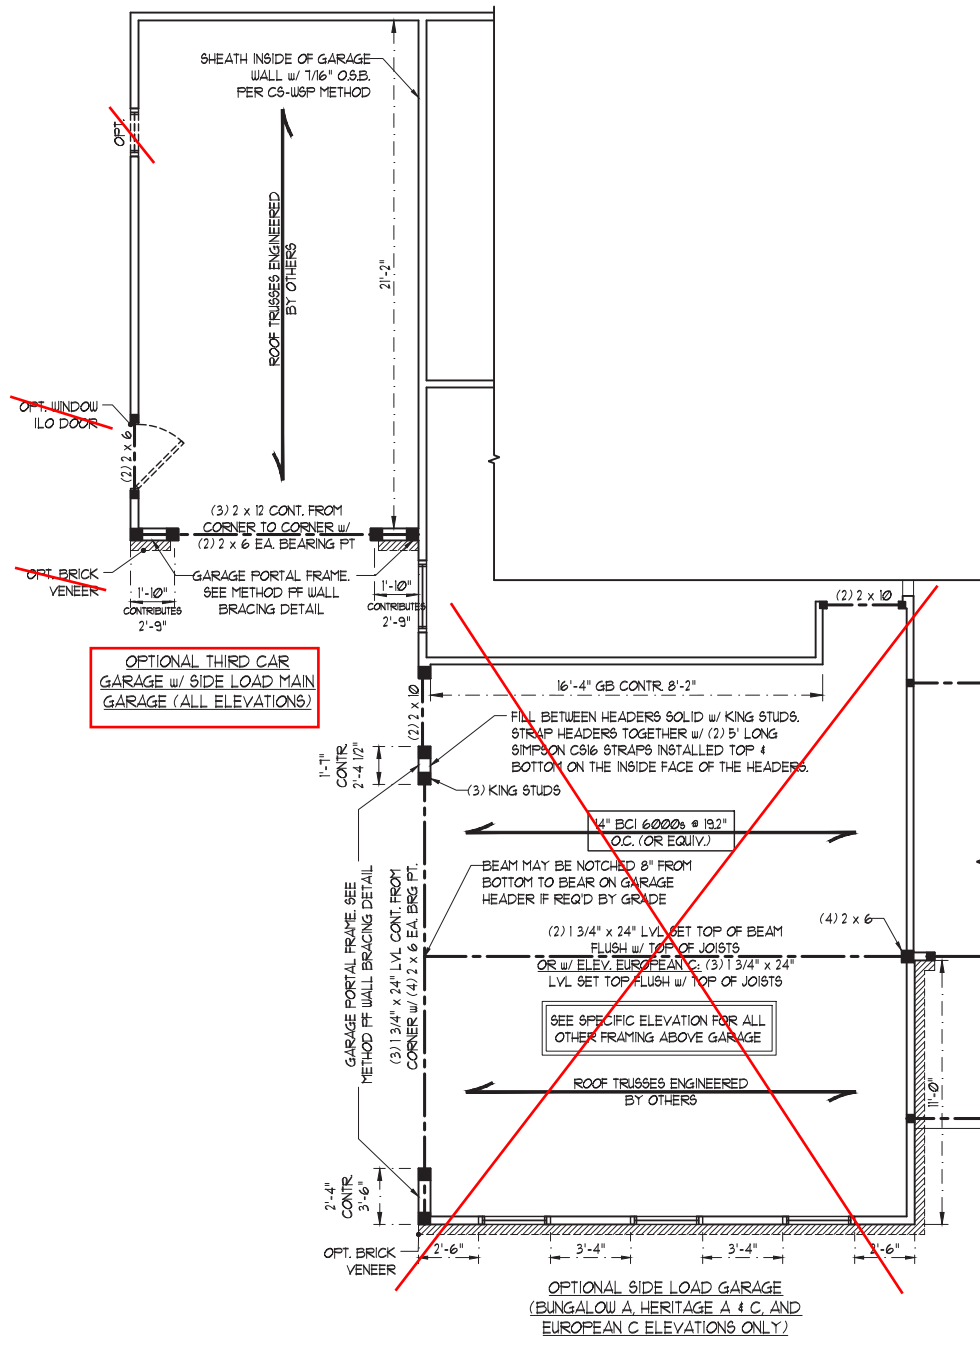 SHEATH INSIDE OF GARAGE
WALL w/ 7/16" O.S.B.
PER CS-WSP METHOD
OPT.
ROOF TRUSSES ENGINEERED
BY OTHERS
21'-2"
OPT. WINDOW
ILO DOOR
(2) 2 x 6
(3) 2 x 12 CONT. FROM
CORNER TO CORNER w/
(2) 2 x 6 EA. BEARING PT
OPT. BRICK
VENEER
GARAGE PORTAL FRAME.
SEE METHOD PF WALL
BRACING DETAIL
1'-10"
CONTRIBUTES
2'-9"
1'-10"
CONTRIBUTES
2'-9"
OPTIONAL THIRD CAR
GARAGE w/ SIDE LOAD MAIN
GARAGE (ALL ELEVATIONS)
(2) 2 x 10
16'-4" GB CONTR. 8'-2"
(2) 2 x 10
FILL BETWEEN HEADERS SOLID w/ KING STUDS.
STRAP HEADERS TOGETHER w/ (2) 5' LONG
SIMPSON CS16 STRAPS INSTALLED TOP &
BOTTOM ON THE INSIDE FACE OF THE HEADERS.
1'-7"
CONTR.
2'-4 1/2"
(3) KING STUDS
14" BCI 6000s @ 19.2"
O.C. (OR EQUIV.)
BEAM MAY BE NOTCHED 8" FROM
BOTTOM TO BEAR ON GARAGE
HEADER IF REQ'D BY GRADE
GARAGE PORTAL FRAME. SEE
METHOD PF WALL BRACING DETAIL
(3) 1 3/4" x 24" LVL CONT. FROM
CORNER w/ (4) 2 x 6 EA. BRG PT.
(4) 2 x 6
(2) 1 3/4" x 24" LVL SET TOP OF BEAM
FLUSH w/ TOP OF JOISTS
OR w/ ELEV. EUROPEAN C: (3) 1 3/4" x 24"
LVL SET TOP FLUSH w/ TOP OF JOISTS
SEE SPECIFIC ELEVATION FOR ALL
OTHER FRAMING ABOVE GARAGE
ROOF TRUSSES ENGINEERED
BY OTHERS
11'-0"
2'-4"
CONTR.
3'-6"
OPT. BRICK
VENEER
2'-6"
3'-4"
3'-4"
2'-6"
OPTIONAL SIDE LOAD GARAGE
(BUNGALOW A, HERITAGE A & C, AND
EUROPEAN C ELEVATIONS ONLY)